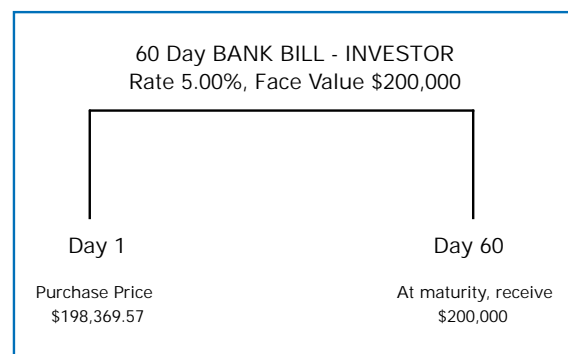 60 Day BANK BILL - INVESTOR
Rate 5.00%, Face Value $200,000
Day 1
Day 60
Purchase Price
$198,369.57
At maturity, receive
$200,000